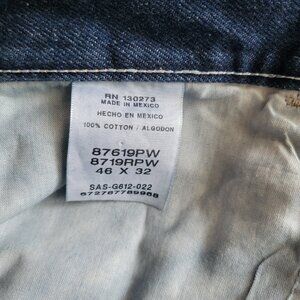 RN 130273
MADE IN MEXICO
HECHO EN MEXICO
100% COTTON / ALGODON
87619PW
8719RPW
46 X 32
SAS-G612-022